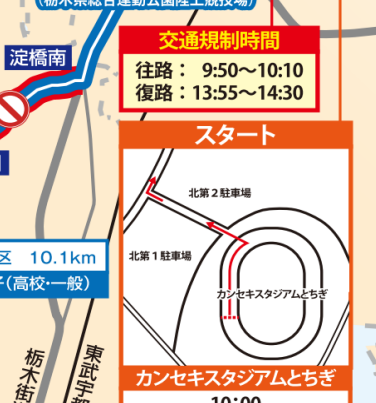 (栃木県総合運動公園陸上競技場)
淀橋南
交通規制時間
往路： 9:50〜10:10
復路：13:55〜14:30
スタート
北第2駐車場
北第1駐車場
カンセキスタジアムとちぎ
区 10.1km
子(高校・一般)
カンセキスタジアムとちぎ
10:00
東武宇都
栃木街